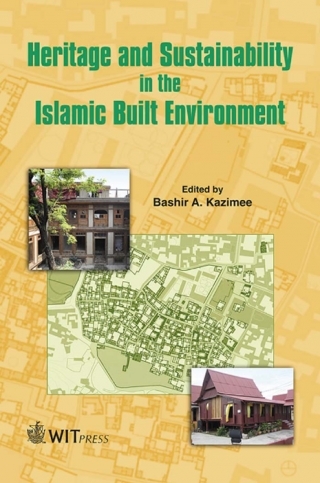 Heritage and Sustainability
in the
Islamic Built Environment
Edited by
Bashir A. Kazimee
WIT PRESS